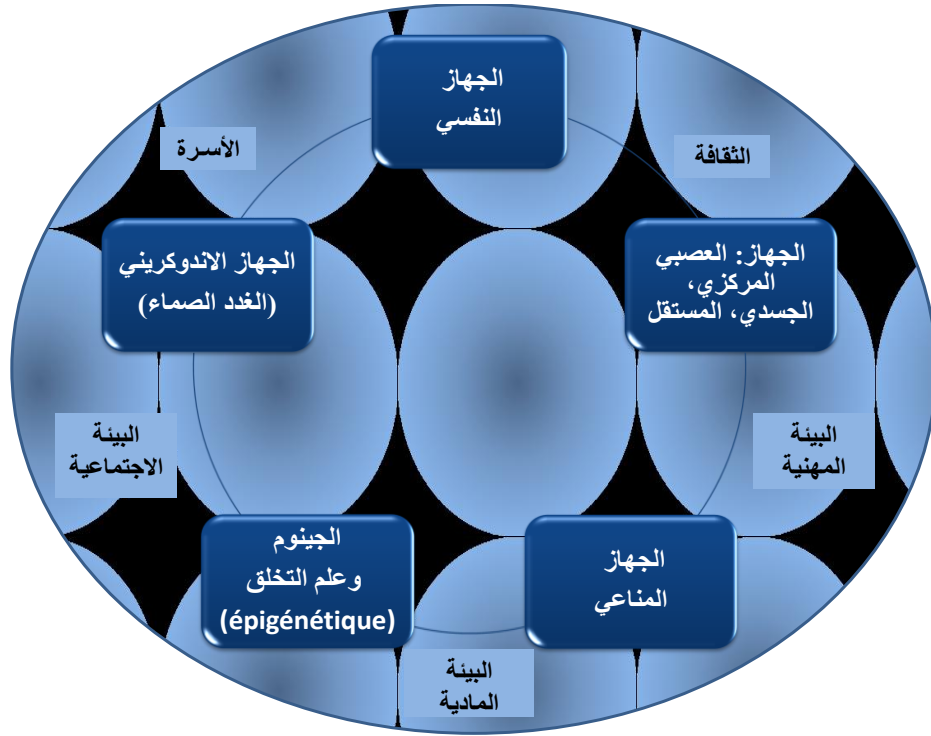 الجهاز
النفسي
الثقافة
الأسرة
الجهاز: العصبي
المركزي،
الجسدي، المستقل
الجهاز الاندوكريني
(الغدد الصماء)
البيئة
المهنية
البيئة
الاجتماعية
الجهاز
المناعي
الجينوم
وعلم التخلق
(épigénétique)
البيئة
المادية